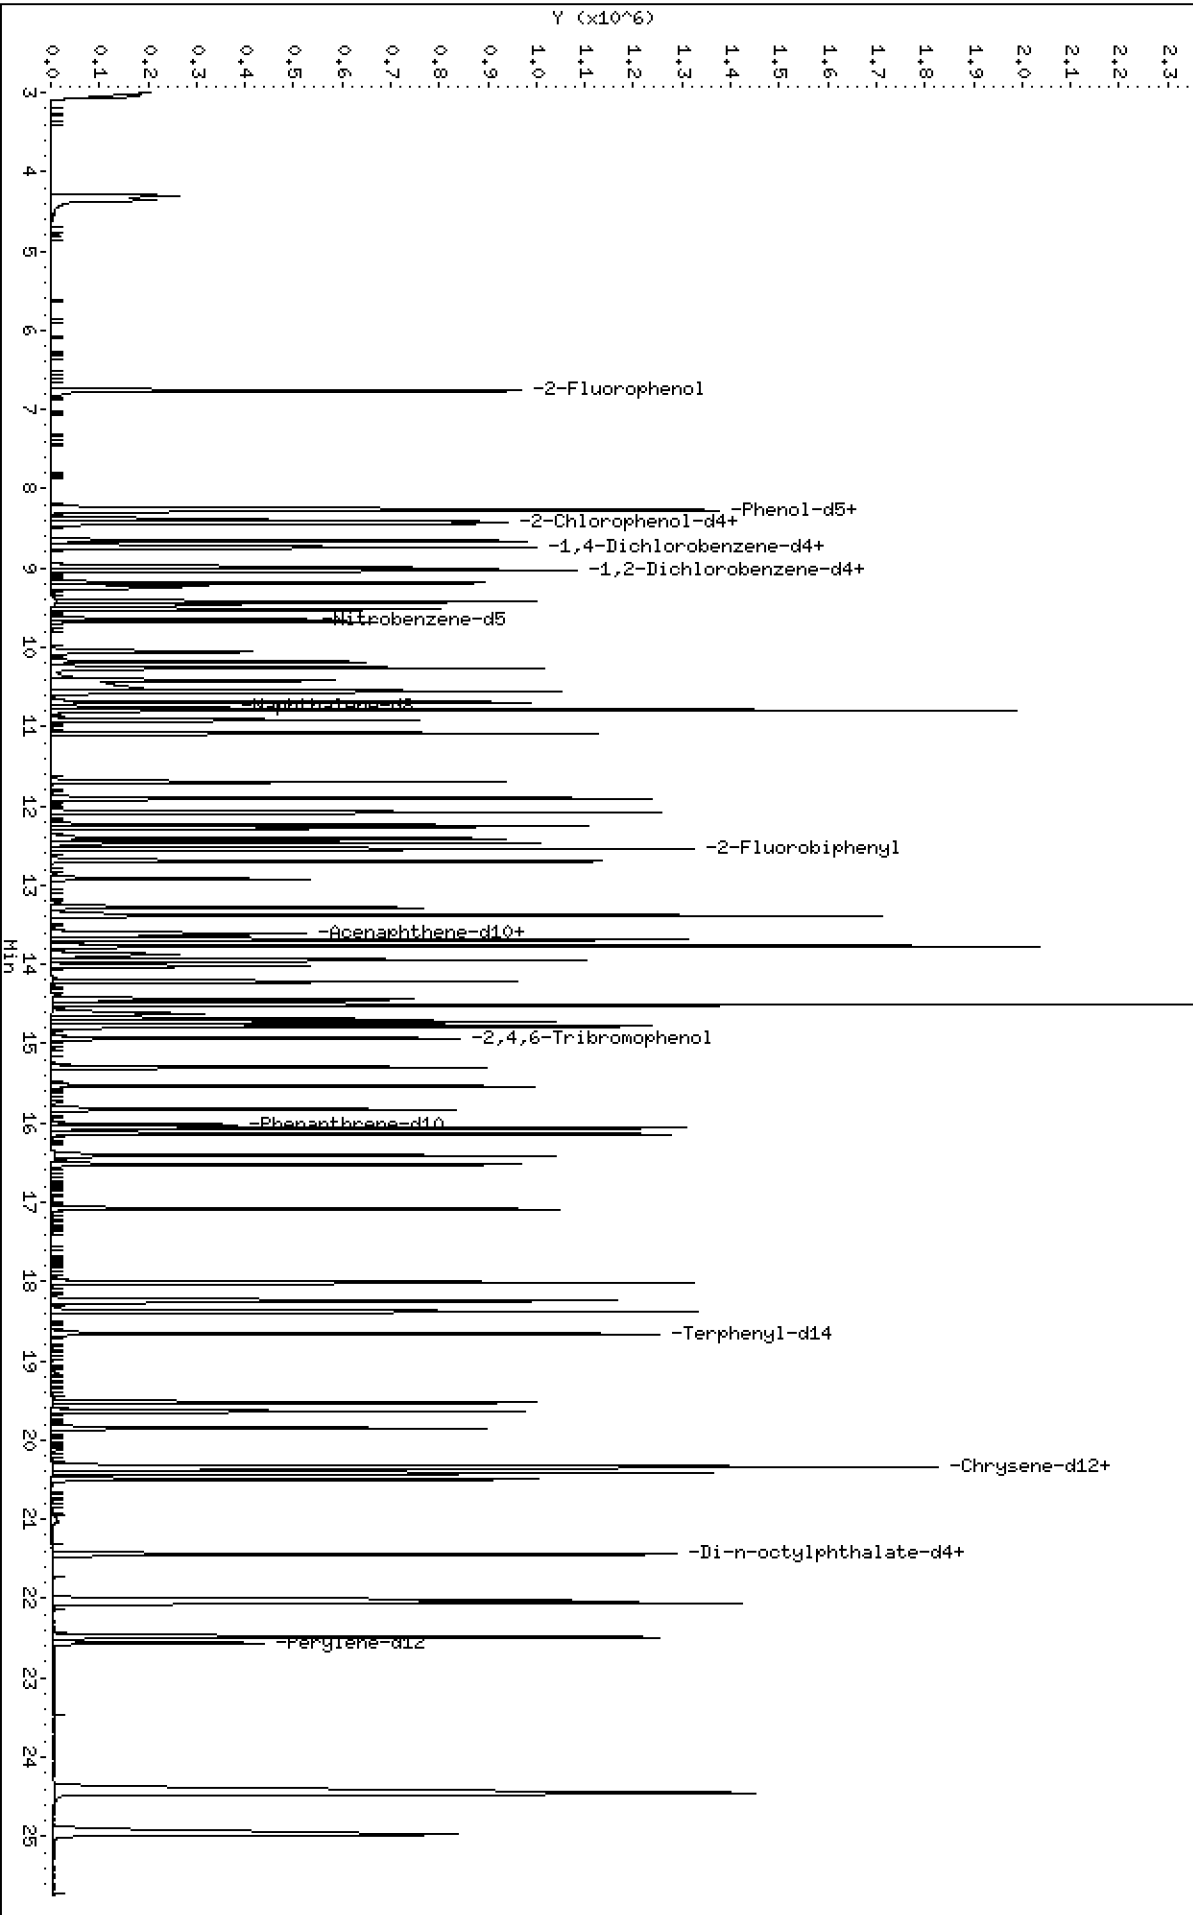 Y (x10^6)
0.0
0.1
0.2
0.3
0.4
0.5
0.6
0.7
0.8
0.9
1.0
1.1
1.2
1.3
1.4
1.5
1.6
1.7
1.8
1.9
2.0
2.1
2.2
2.3
3
4
5
6
-2-Fluorophenol
7
8
-Phenol-d5+
-2-Chlorophenol-d4+
-1,4-Dichlorobenzene-d4+
9
-1,2-Dichlorobenzene-d4+
-Nitrobenzene-d5
10
-Naphthalene-d8
11
12
-2-Fluorobiphenyl
13
-Acenaphthene-d10+
14
Min
15
-2,4,6-Tribromophenol
16
-Phenanthrene-d10
17
18
-Terphenyl-d14
19
20
-Chrysene-d12+
21
-Di-n-octylphthalate-d4+
22
-Perylene-d12
23
24
25